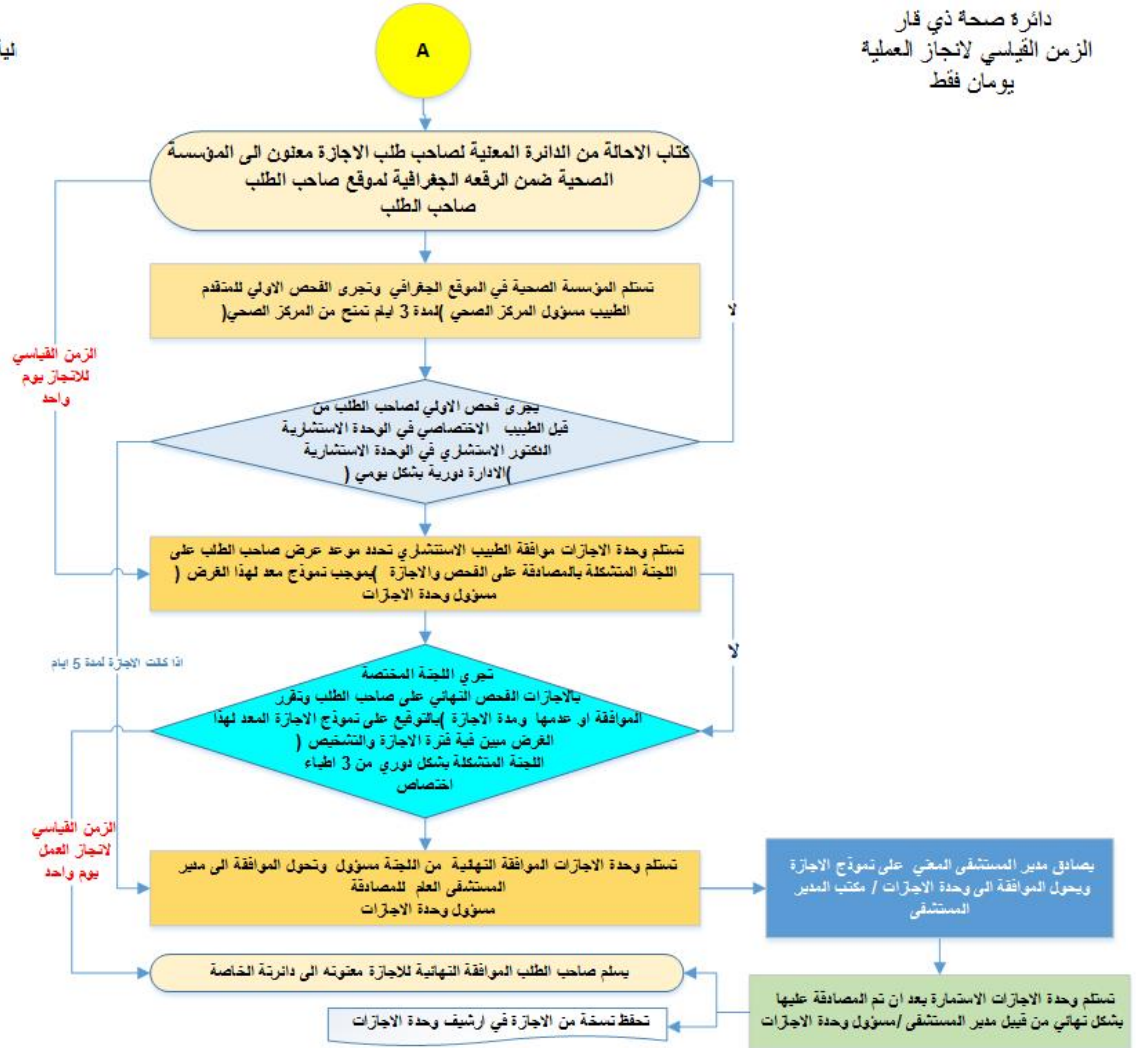 دائرة صحة ذي قار
الزمن القياسي لانجاز العملية
يومان فقط
A
كتاب الاحالة من الدائرة المعنية لصاحب طلب الاجازة معنون الى المؤسسة
الصحية ضمن الرقعه الجغرافية لموقع صاحب الطلب
صاحب الطلب
تستلم المؤسسة الصحية في الموقع الجغرافي وتجرى الفحص الاولي للمتقدم
الطبيب مسؤول المركز الصحي )لمدة 3 ايام تمنح من المركز الصحي(
لا
الزمن القياسي
للانجاز يوم
واحد
يجرى فحص الاولي لصاحب الطلب من
قبل الطبيب الاختصاصي في الوحدة الاستشارية
الدكتور الاستشاري في الوحدة الاستشارية
)الادارة دورية بشكل يومي (
تستلم وحدة الاجازات موافقة الطبيب الاستشاري تحدد موعد عرض صاحب الطلب على
اللجنة المتشكلة بالمصادقة على الفحص والاجازة )بموجب نموذج معد لهذا الغرض (
مسؤول وحدة الاجازات
لا
اذا كانت الاجازة لمدة 5 ايام
تجري اللجنة المختصة
بالاجازات الفحص النهائي على صاحب الطلب وتقرر
الموافقة او عدمها ومدة الاجازة )بالتوقيع على نموذج الاجازة المعد لهذا
الغرض مبين فية فترة الاجازة والتشخيص (
اللجنة المتشكلة بشكل دوري من 3 اطباء
اختصاص
الزمن القياسي
لانجاز العمل
يوم واحد
تستلم وحدة الاجازات الموافقة النهائية من اللجنة مسؤول وتحول الموافقة الى مدير
المستشفى العام للمصادقة
مسؤول وحدة الاجازات
يصادق مدير المستشفى المعني على نموذج الاجازة
ويحول الموافقة الى وحدة الاجازات / مكتب المدير
المستشفى
يسلم صاحب الطلب الموافقة النهائية للاجازة معنونه الى دائرتة الخاصة
تستلم وحدة الاجازات الاستمارة بعد ان تم المصادقة عليها
بشكل نهائي من قبيل مدير المستشفى /مسؤول وحدة الاجازات
تحفظ نسخة من الاجازة في ارشيف وحدة الاجازات